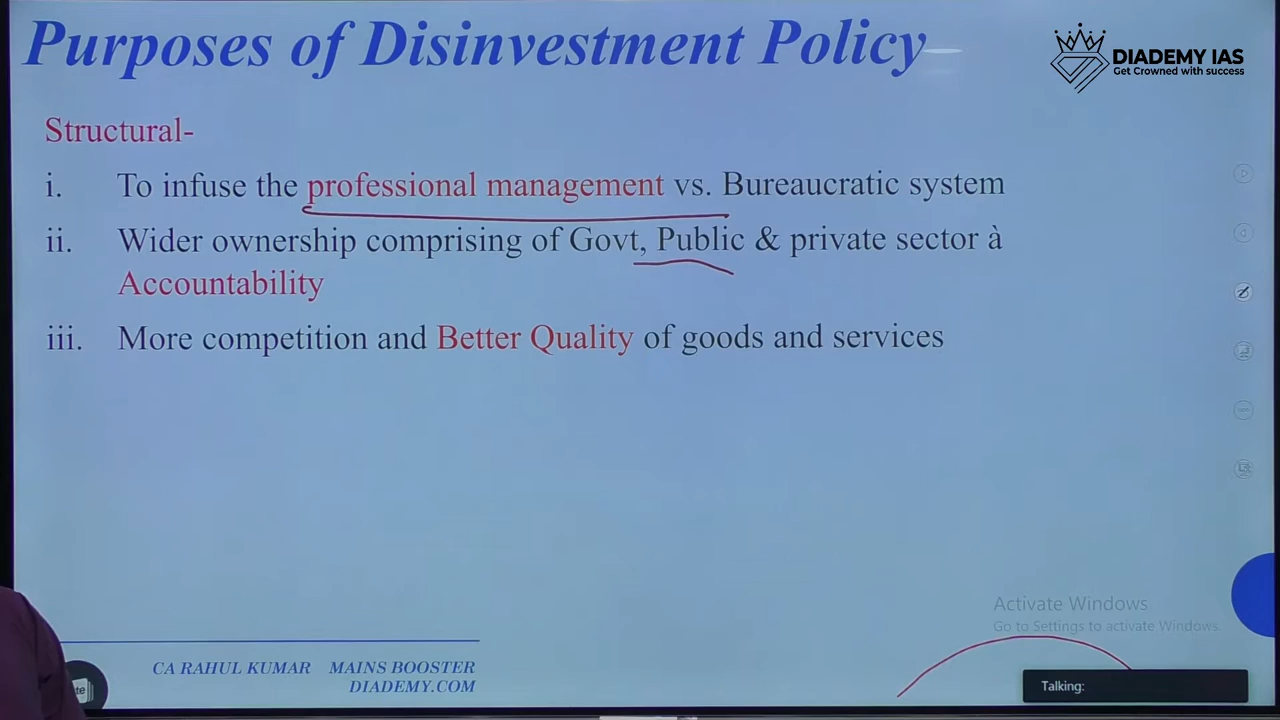 Purposes of Disinvestment Policy
DIADEMY IAS
Get Crowned with success
Structural-
i. To infuse the professional management vs. Bureaucratic system
ii. Wider ownership comprising of Govt, Public & private sector à
Accountability
iii. More competition and Better Quality of goods and services
Activate Windows
Go to Settings to activate Windows.
CA RAHUL KUMAR MAINS BOOSTER
DIADEMY.COM
Talking: